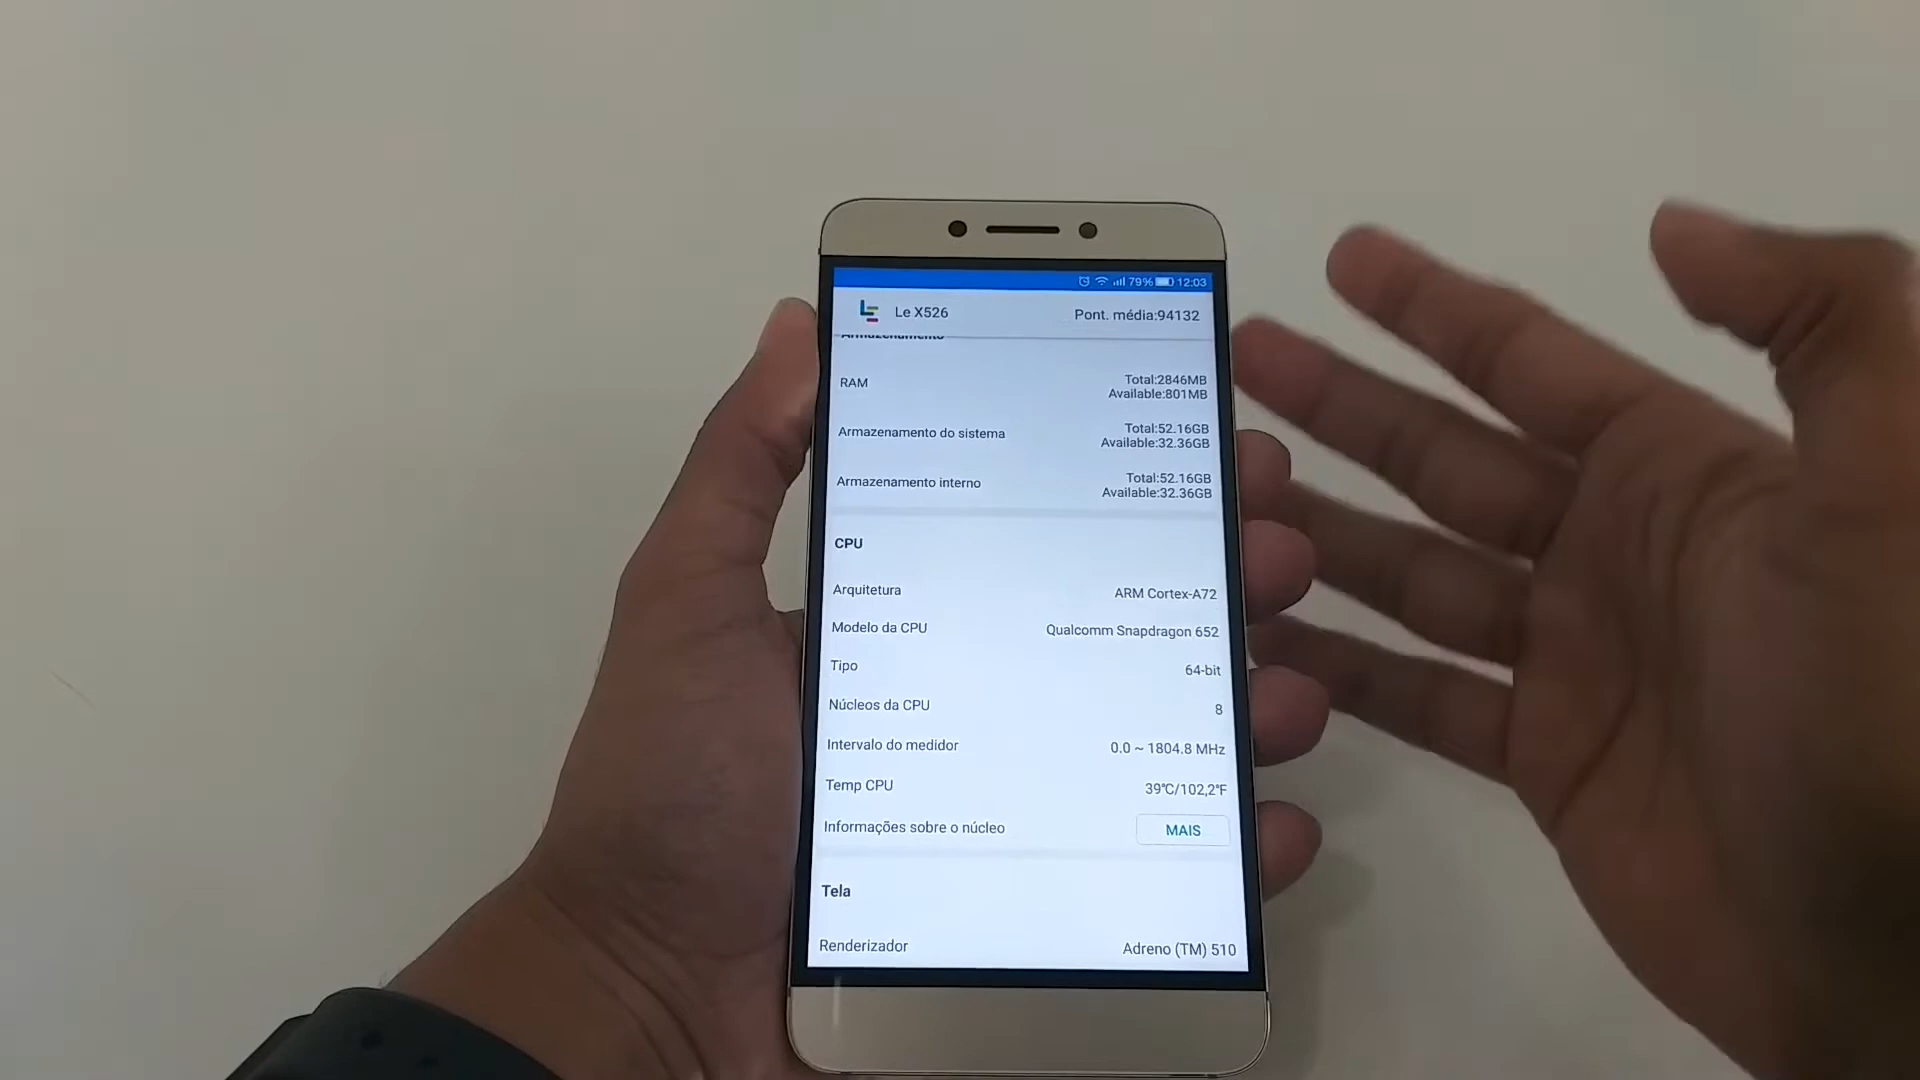 79% 12:03
Le X526 Pont. média:94132
Armazenamento
RAM Total:2846MB
Available:801MB
Armazenamento do sistema Total:52.16GB
Available:32.36GB
Armazenamento interno Total:52.16GB
Available:32.36GB
CPU
Arquitetura ARM Cortex-A72
Modelo da CPU Qualcomm Snapdragon 652
Tipo 64-bit
Núcleos da CPU 8
Intervalo do medidor 0.0 ~ 1804.8 MHz
Temp CPU 39℃/102,2℉
Informações sobre o núcleo MAIS
Tela
Renderizador Adreno (TM) 510